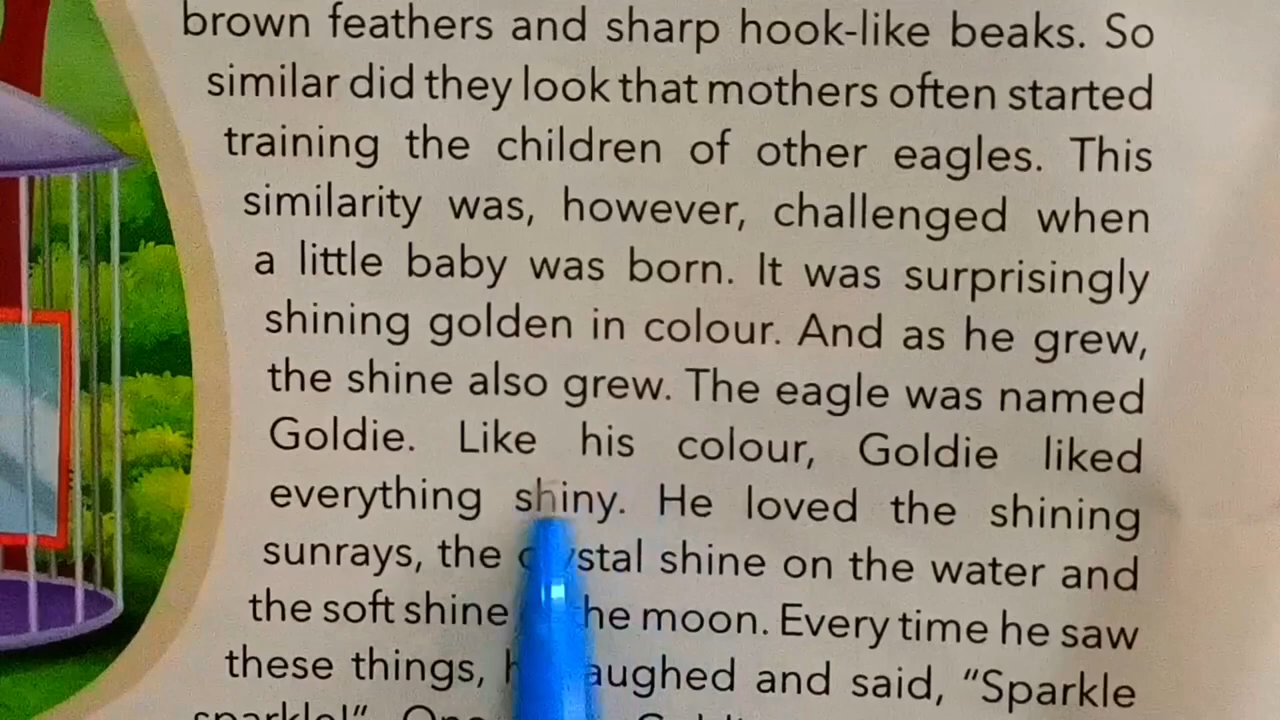 brown feathers and sharp hook-like beaks. So
similar did they look that mothers often started
training the children of other eagles. This
similarity was, however, challenged when
a little baby was born. It was surprisingly
shining golden in colour. And as he grew,
the shine also grew. The eagle was named
Goldie. Like his colour, Goldie liked
everything shiny. He loved the shining
sunrays, the crystal shine on the water and
the soft shine the moon. Every time he saw
these things, laughed and said, “Sparkle
sparkle!”